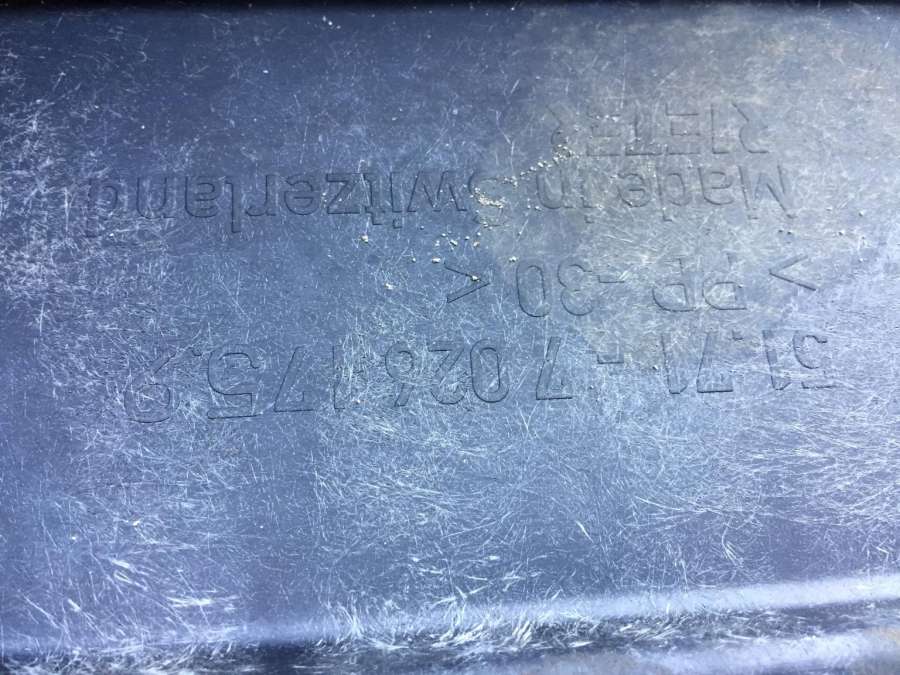 51.71 - 7 026 175.9
> PP -30 <
Made in Switzerland
RIETER